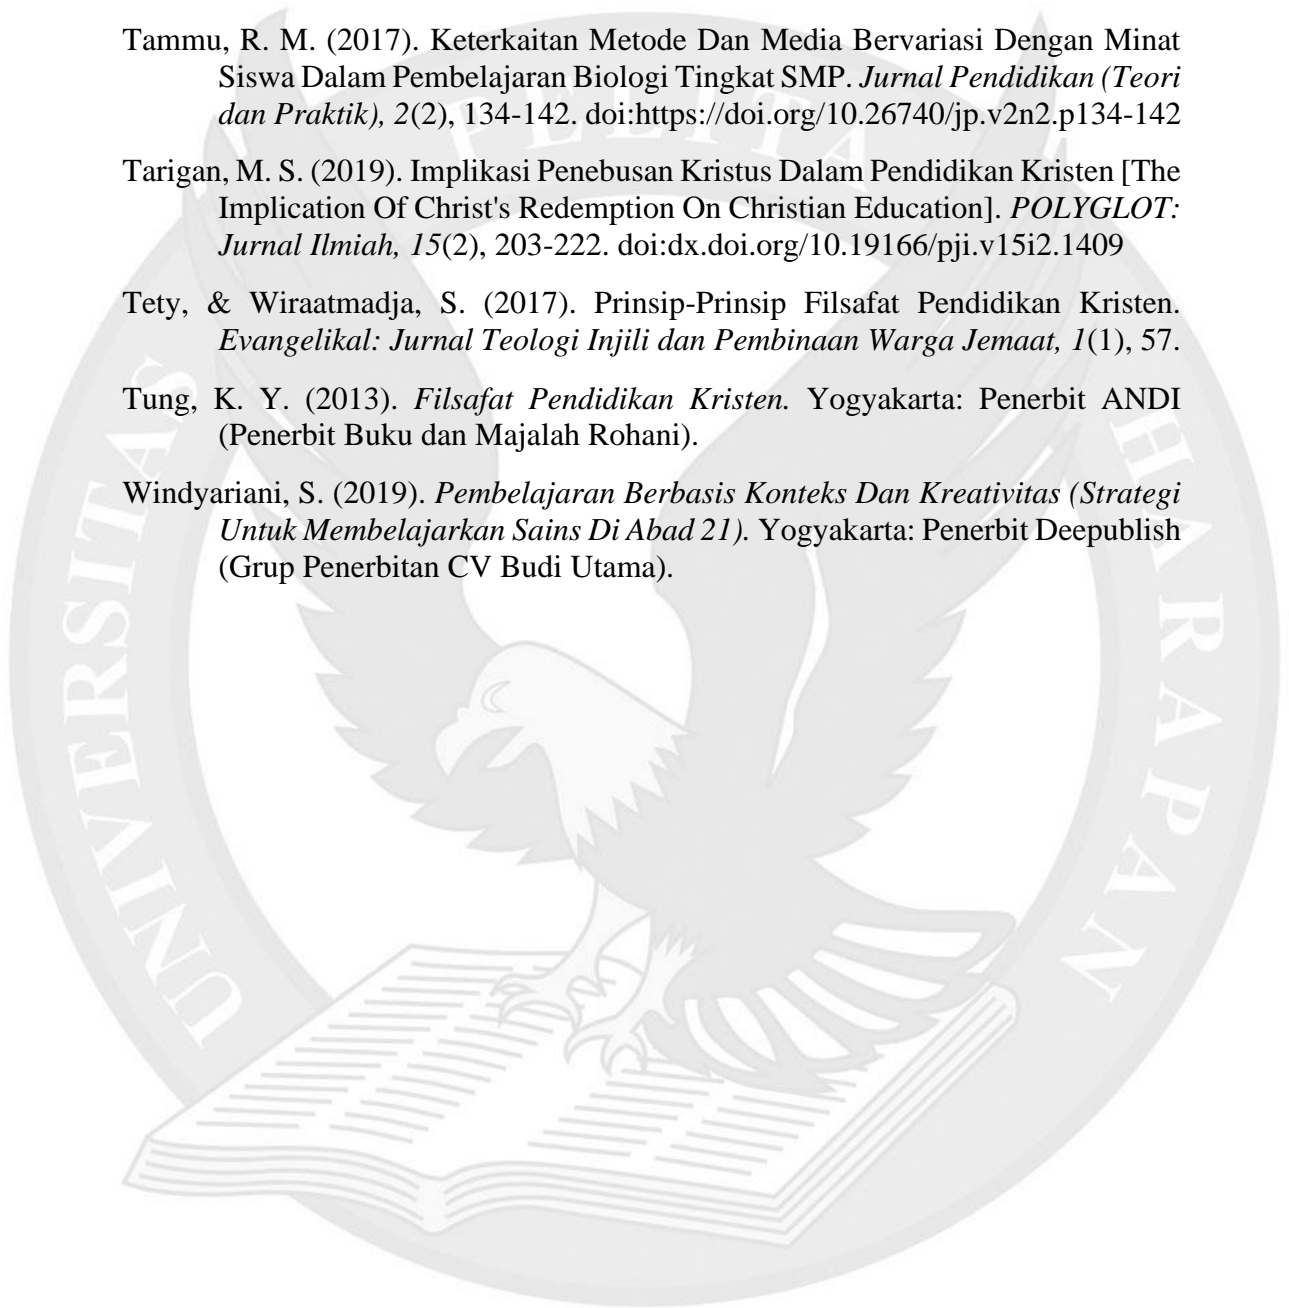 Tammu, R. M. (2017). Keterkaitan Metode Dan Media Bervariasi Dengan Minat
Siswa Dalam Pembelajaran Biologi Tingkat SMP. Jurnal Pendidikan (Teori
dan Praktik), 2(2), 134-142. doi:https://doi.org/10.26740/jp.v2n2.p134-142
Tarigan, M. S. (2019). Implikasi Penebusan Kristus Dalam Pendidikan Kristen [The
Implication Of Christ's Redemption On Christian Education]. POLYGLOT:
Jurnal Ilmiah, 15(2), 203-222. doi:dx.doi.org/10.19166/pji.v15i2.1409
Tety, & Wiraatmadja, S. (2017). Prinsip-Prinsip Filsafat Pendidikan Kristen.
Evangelikal: Jurnal Teologi Injili dan Pembinaan Warga Jemaat, 1(1), 57.
Tung, K. Y. (2013). Filsafat Pendidikan Kristen. Yogyakarta: Penerbit ANDI
(Penerbit Buku dan Majalah Rohani).
Windyariani, S. (2019). Pembelajaran Berbasis Konteks Dan Kreativitas (Strategi
Untuk Membelajarkan Sains Di Abad 21). Yogyakarta: Penerbit Deepublish
(Grup Penerbitan CV Budi Utama).
UNIVERSITAS PELITA HARAPAN